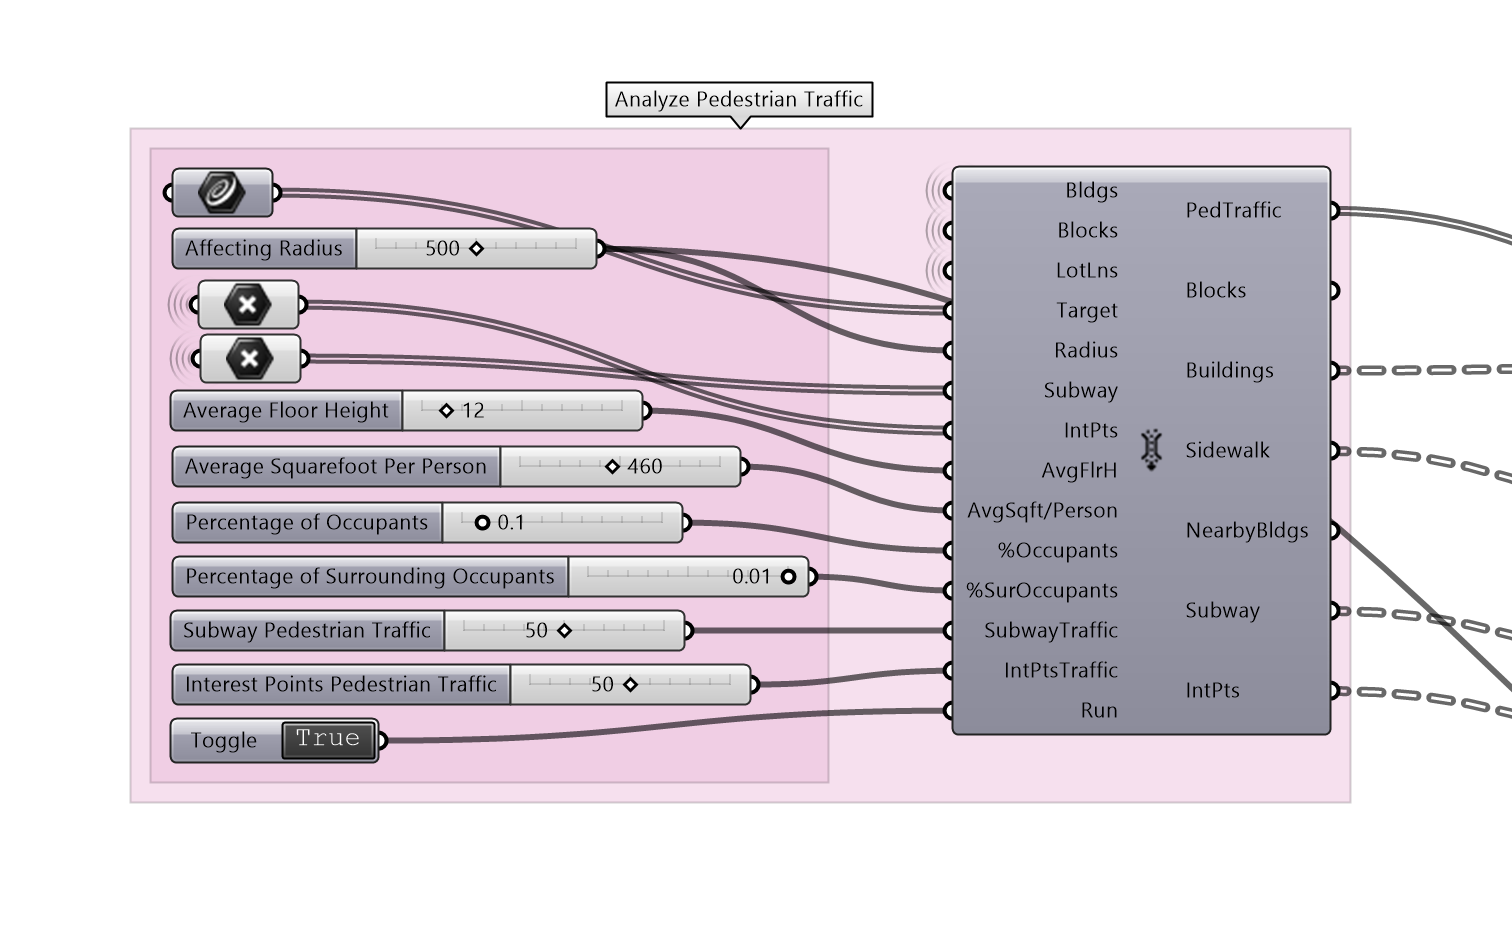 Analyze Pedestrian Traffic
Affecting Radius 500
Average Floor Height 12
Average Squarefoot Per Person 460
Percentage of Occupants 0.1
Percentage of Surrounding Occupants 0.01
Subway Pedestrian Traffic 50
Interest Points Pedestrian Traffic 50
Toggle True
Bldgs
Blocks
LotLns
Target
Radius
Subway
IntPts
AvgFlrH
AvgSqft/Person
%Occupants
%SurOccupants
SubwayTraffic
IntPtsTraffic
Run
PedTraffic
Blocks
Buildings
Sidewalk
NearbyBldgs
Subway
IntPts